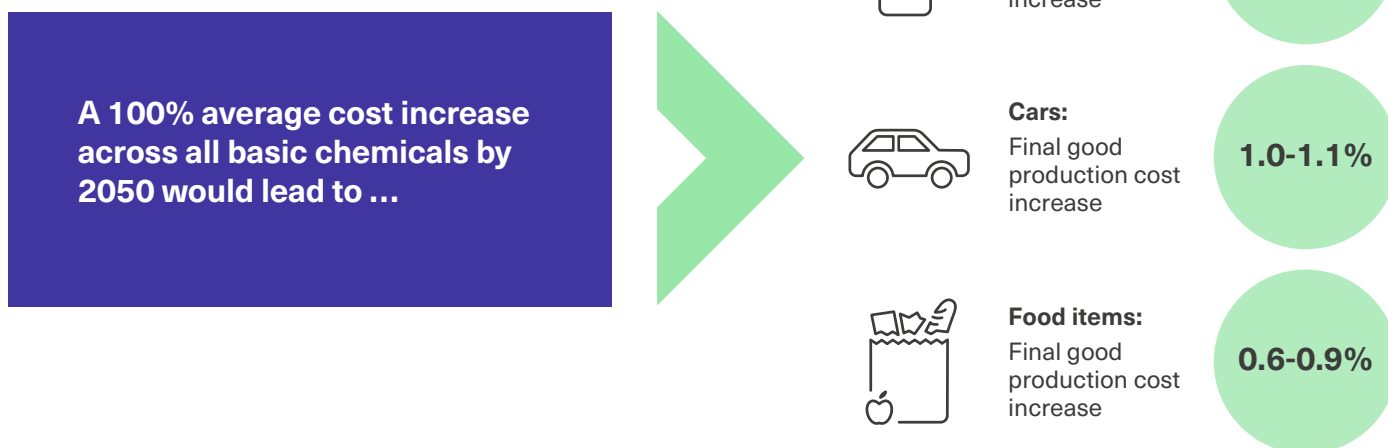 A 100% average cost increase
across all basic chemicals by
2050 would lead to ...
increase
Cars:
Final good
production cost
increase
1.0-1.1%
Food items:
Final good
production cost
increase
0.6-0.9%